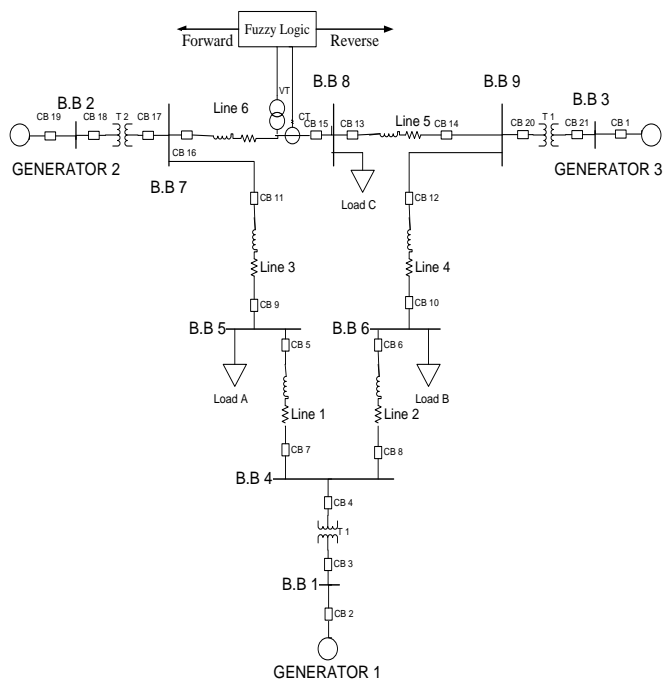 Fuzzy Logic
Forward
Reverse
VT
CT
B.B 8
B.B 9
B.B 2
B.B 3
Line 6
Line 5
CB 19
CB 18
T 2
CB 17
CB 15
CB 13
CB 14
CB 20
T 1
CB 21
CB 1
GENERATOR 2
CB 16
B.B 7
GENERATOR 3
Load C
CB 11
CB 12
Line 3
Line 4
CB 9
CB 10
B.B 5
B.B 6
CB 5
CB 6
Load A
Load B
Line 1
Line 2
CB 7
CB 8
B.B 4
CB 4
T 1
CB 3
B.B 1
CB 2
GENERATOR 1